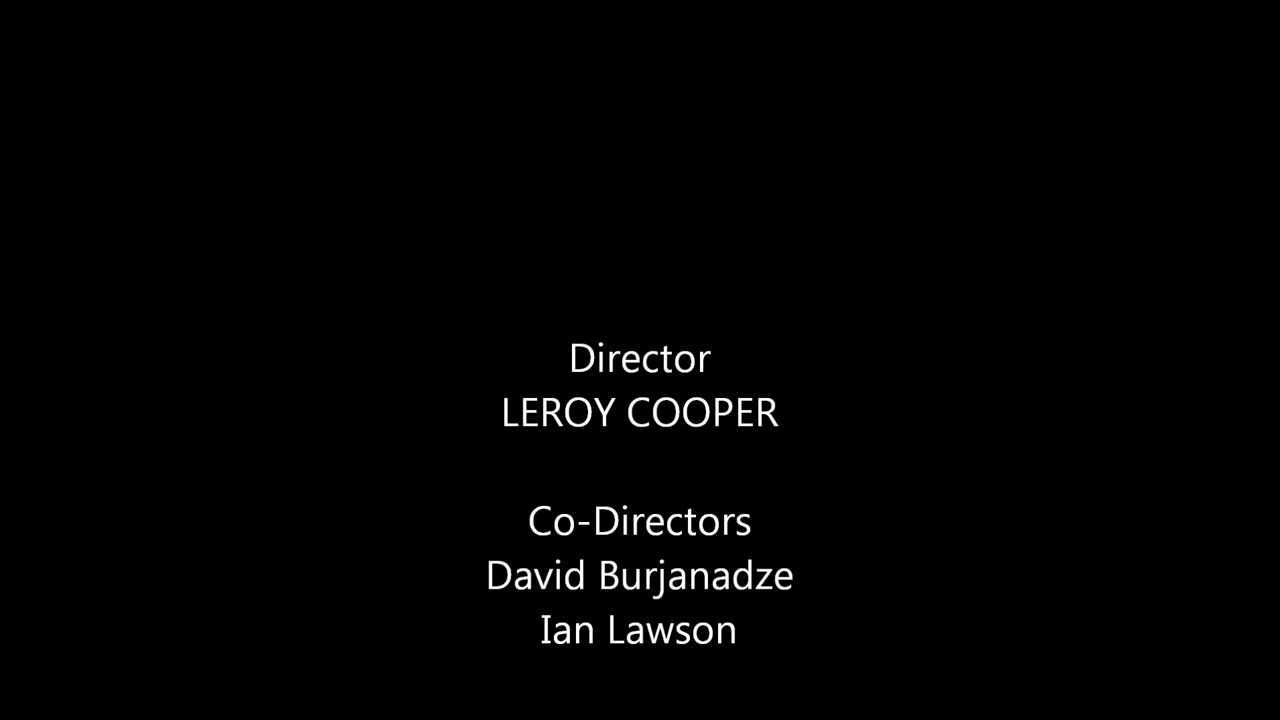 Director
LEROY COOPER
Co-Directors
David Burjanadze
Ian Lawson